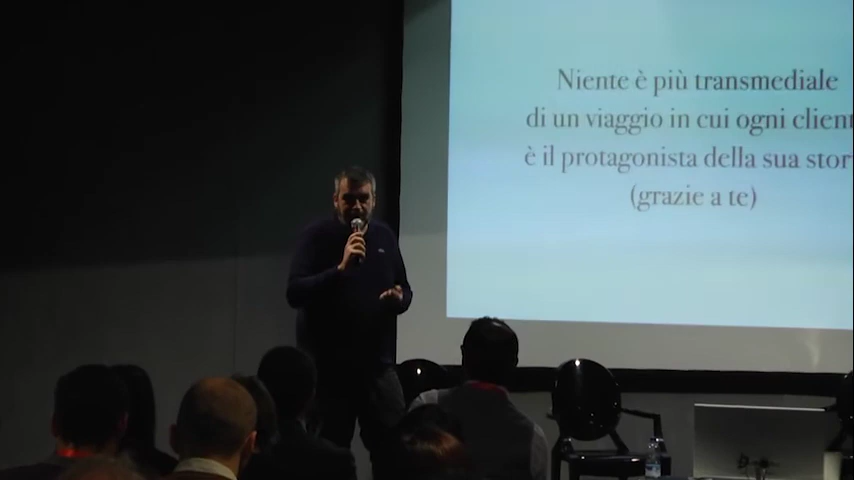 Niente è più transmediale
di un viaggio in cui ogni client
è il protagonista della sua stor
(grazie a te)